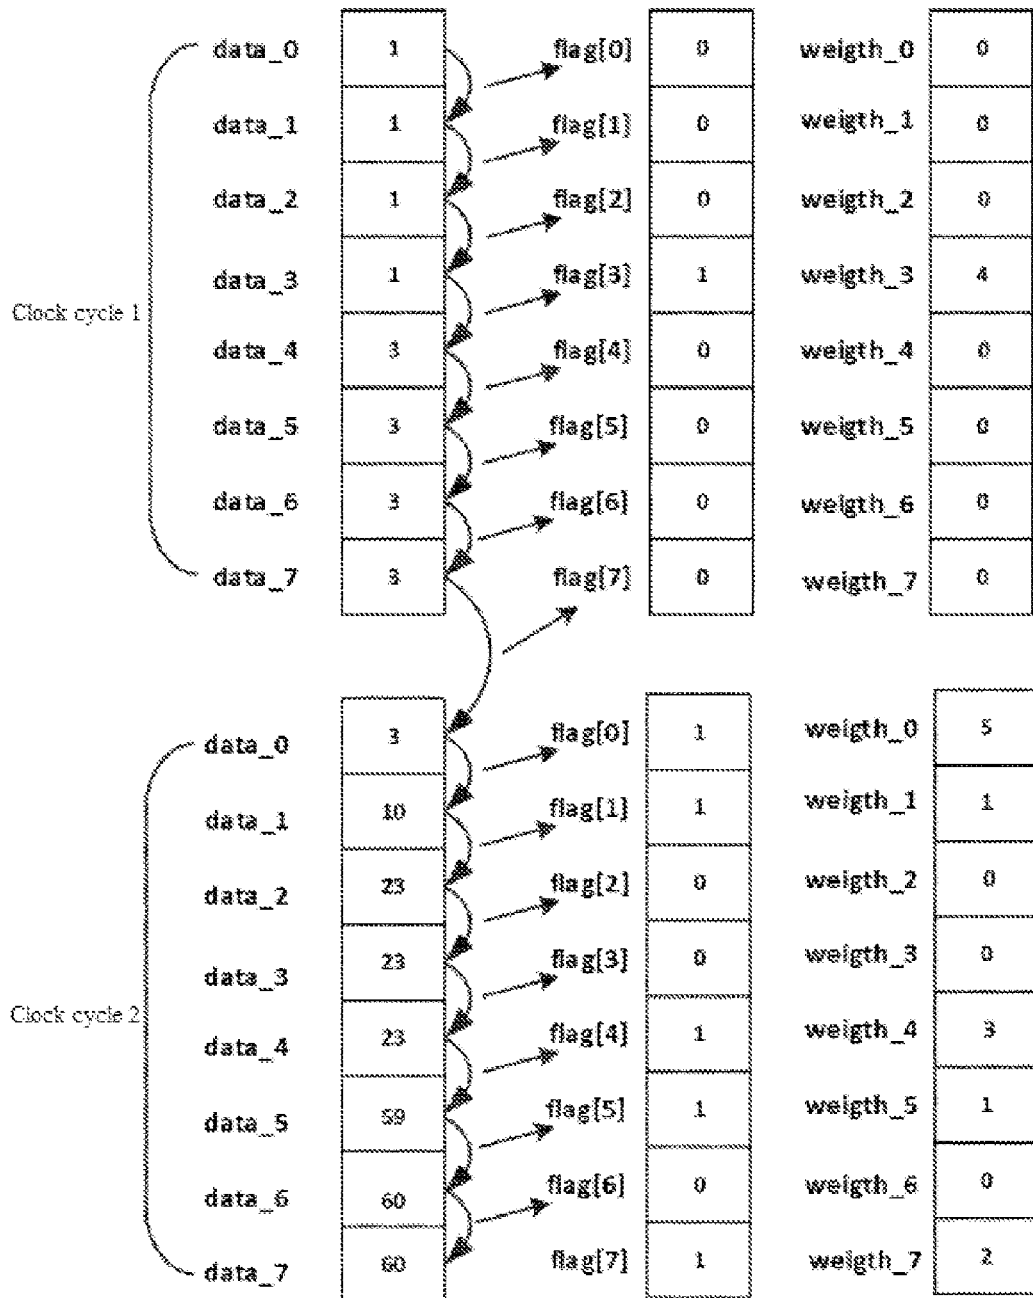 data_0 1 flag[0] 0 weigth_0 0
data_1 1 flag[1] 0 weigth_1 0
data_2 1 flag[2] 0 weigth_2 0
data_3 1 flag[3] 1 weigth_3 4
Clock cycle 1
data_4 3 flag[4] 0 weigth_4 0
data_5 3 flag[5] 0 weigth_5 0
data_6 3 flag[6] 0 weigth_6 0
data_7 3 flag[7] 0 weigth_7 0
data_0 3 flag[0] 1 weigth_0 5
data_1 10 flag[1] 1 weigth_1 1
data_2 23 flag[2] 0 weigth_2 0
data_3 23 flag[3] 0 weigth_3 0
Clock cycle 2
data_4 23 flag[4] 1 weigth_4 3
data_5 59 flag[5] 1 weigth_5 1
data_6 60 flag[6] 0 weigth_6 0
data_7 60 flag[7] 1 weigth_7 2